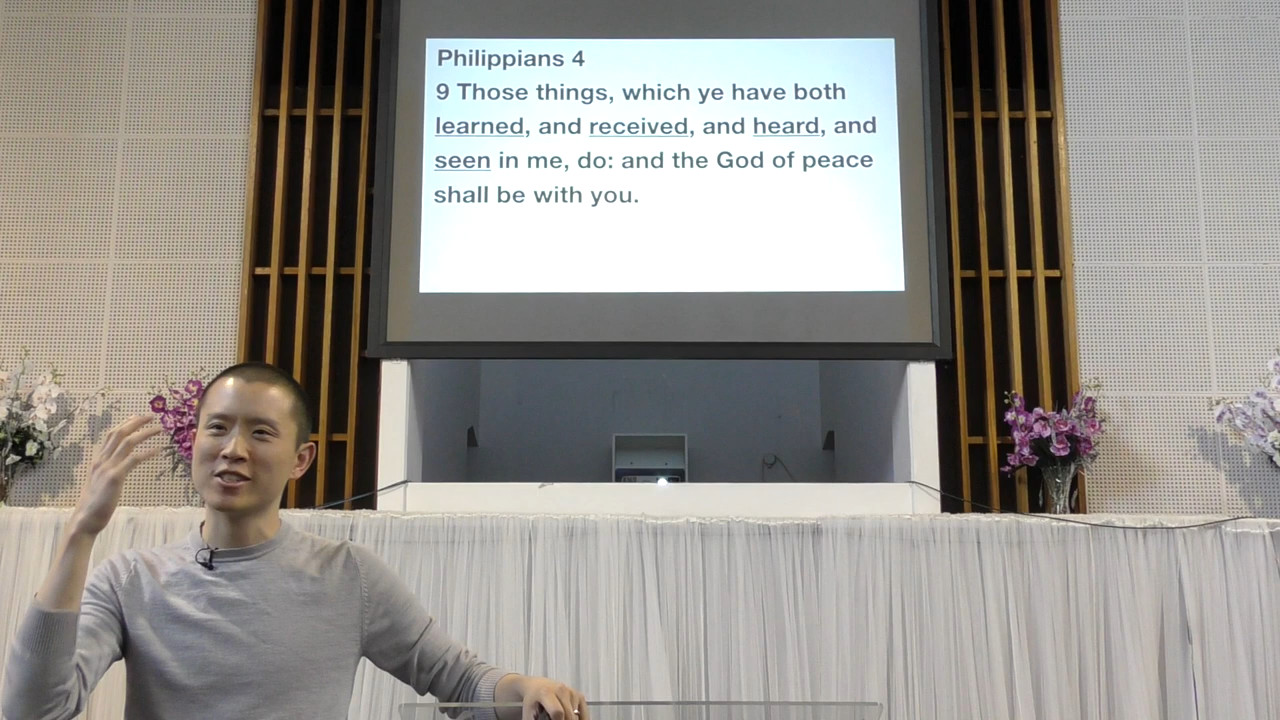 Philippians 4
9 Those things, which ye have both
learned, and received, and heard, and
seen in me, do: and the God of peace
shall be with you.